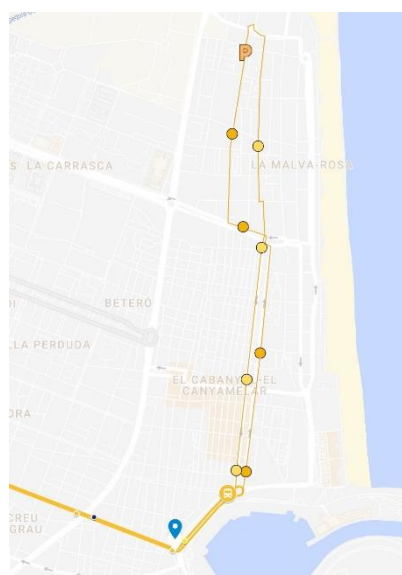 P
S LA CARRASCA
LA MALVA-ROSA
BETERÓ
LLA PERDUDA
EL CABANYAL-EL
CANYAMELAR
ORA
CREU
GRAU